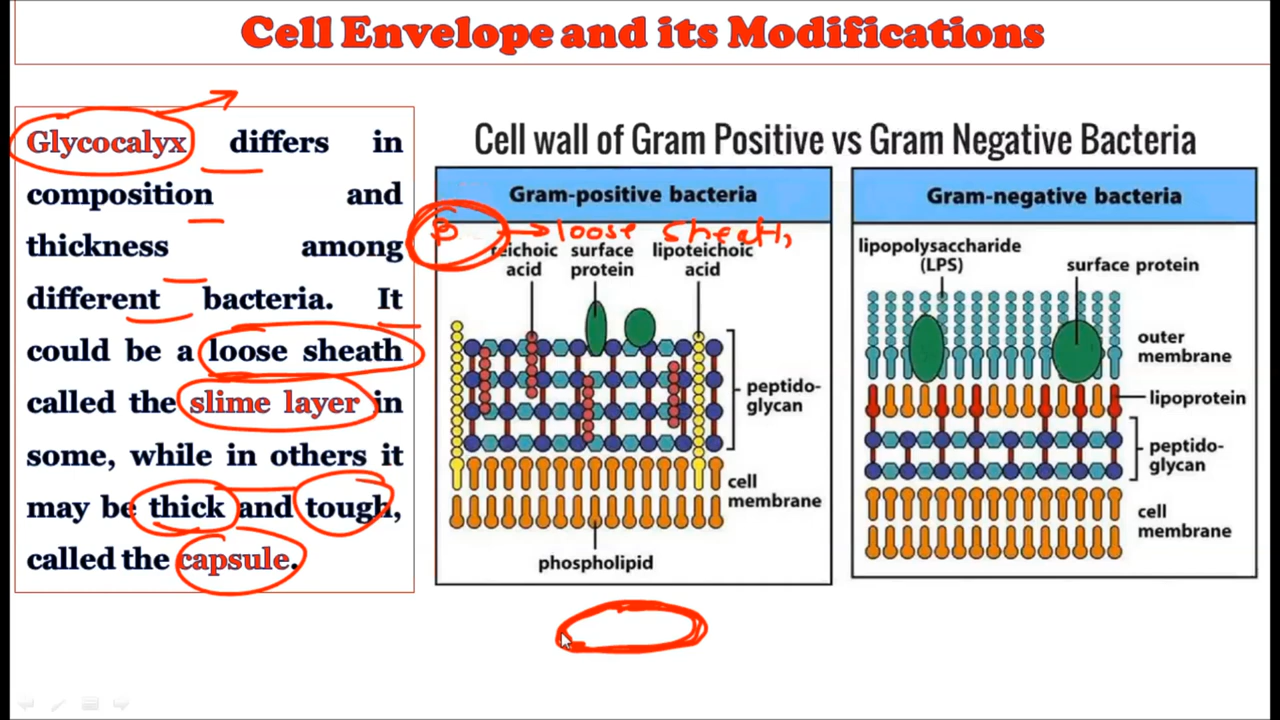 Cell Envelope and its Modifications
Glycocalyx differs in
composition and
thickness among
different bacteria. It
could be a loose sheath
called the slime layer in
some, while in others it
may be thick and tough,
called the capsule.
Cell wall of Gram Positive vs Gram Negative Bacteria
Gram-positive bacteria
B → loose sheath,
teichoic acid
surface protein
lipoteichoic acid
peptido-
glycan
cell
membrane
phospholipid
Gram-negative bacteria
lipopolysaccharide
(LPS)
surface protein
outer
membrane
lipoprotein
peptido-
glycan
cell
membrane